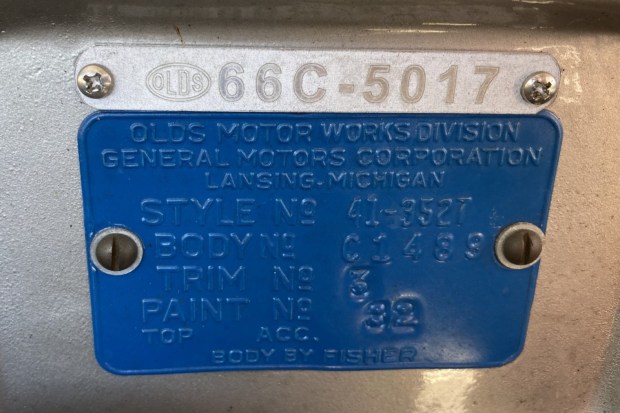 OLDS 66C-5017
OLDS MOTOR WORKS DIVISION
GENERAL MOTORS CORPORATION
LANSING-MICHIGAN
STYLE Nº 41-3527
BODY Nº C1489
TRIM Nº 3
PAINT Nº 32
TOP ACC.
BODY BY FISHER